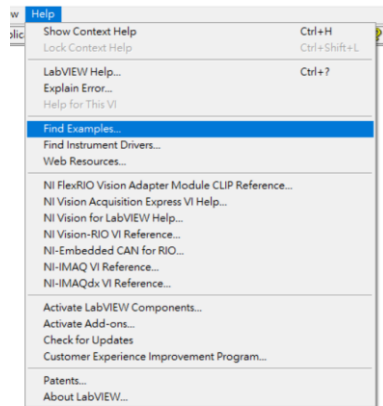 Help
Show Context Help Ctrl+H
Lock Context Help Ctrl+Shift+L
LabVIEW Help... Ctrl+?
Explain Error...
Help for This VI
Find Examples...
Find Instrument Drivers...
Web Resources...
NI FlexRIO Vision Adapter Module CLIP Reference...
NI Vision Acquisition Express VI Help...
NI Vision for LabVIEW Help...
NI Vision-RIO VI Reference...
NI-Embedded CAN for RIO...
NI-IMAQ VI Reference...
NI-IMAQdx VI Reference...
Activate LabVIEW Components...
Activate Add-ons...
Check for Updates
Customer Experience Improvement Program...
Patents...
About LabVIEW...